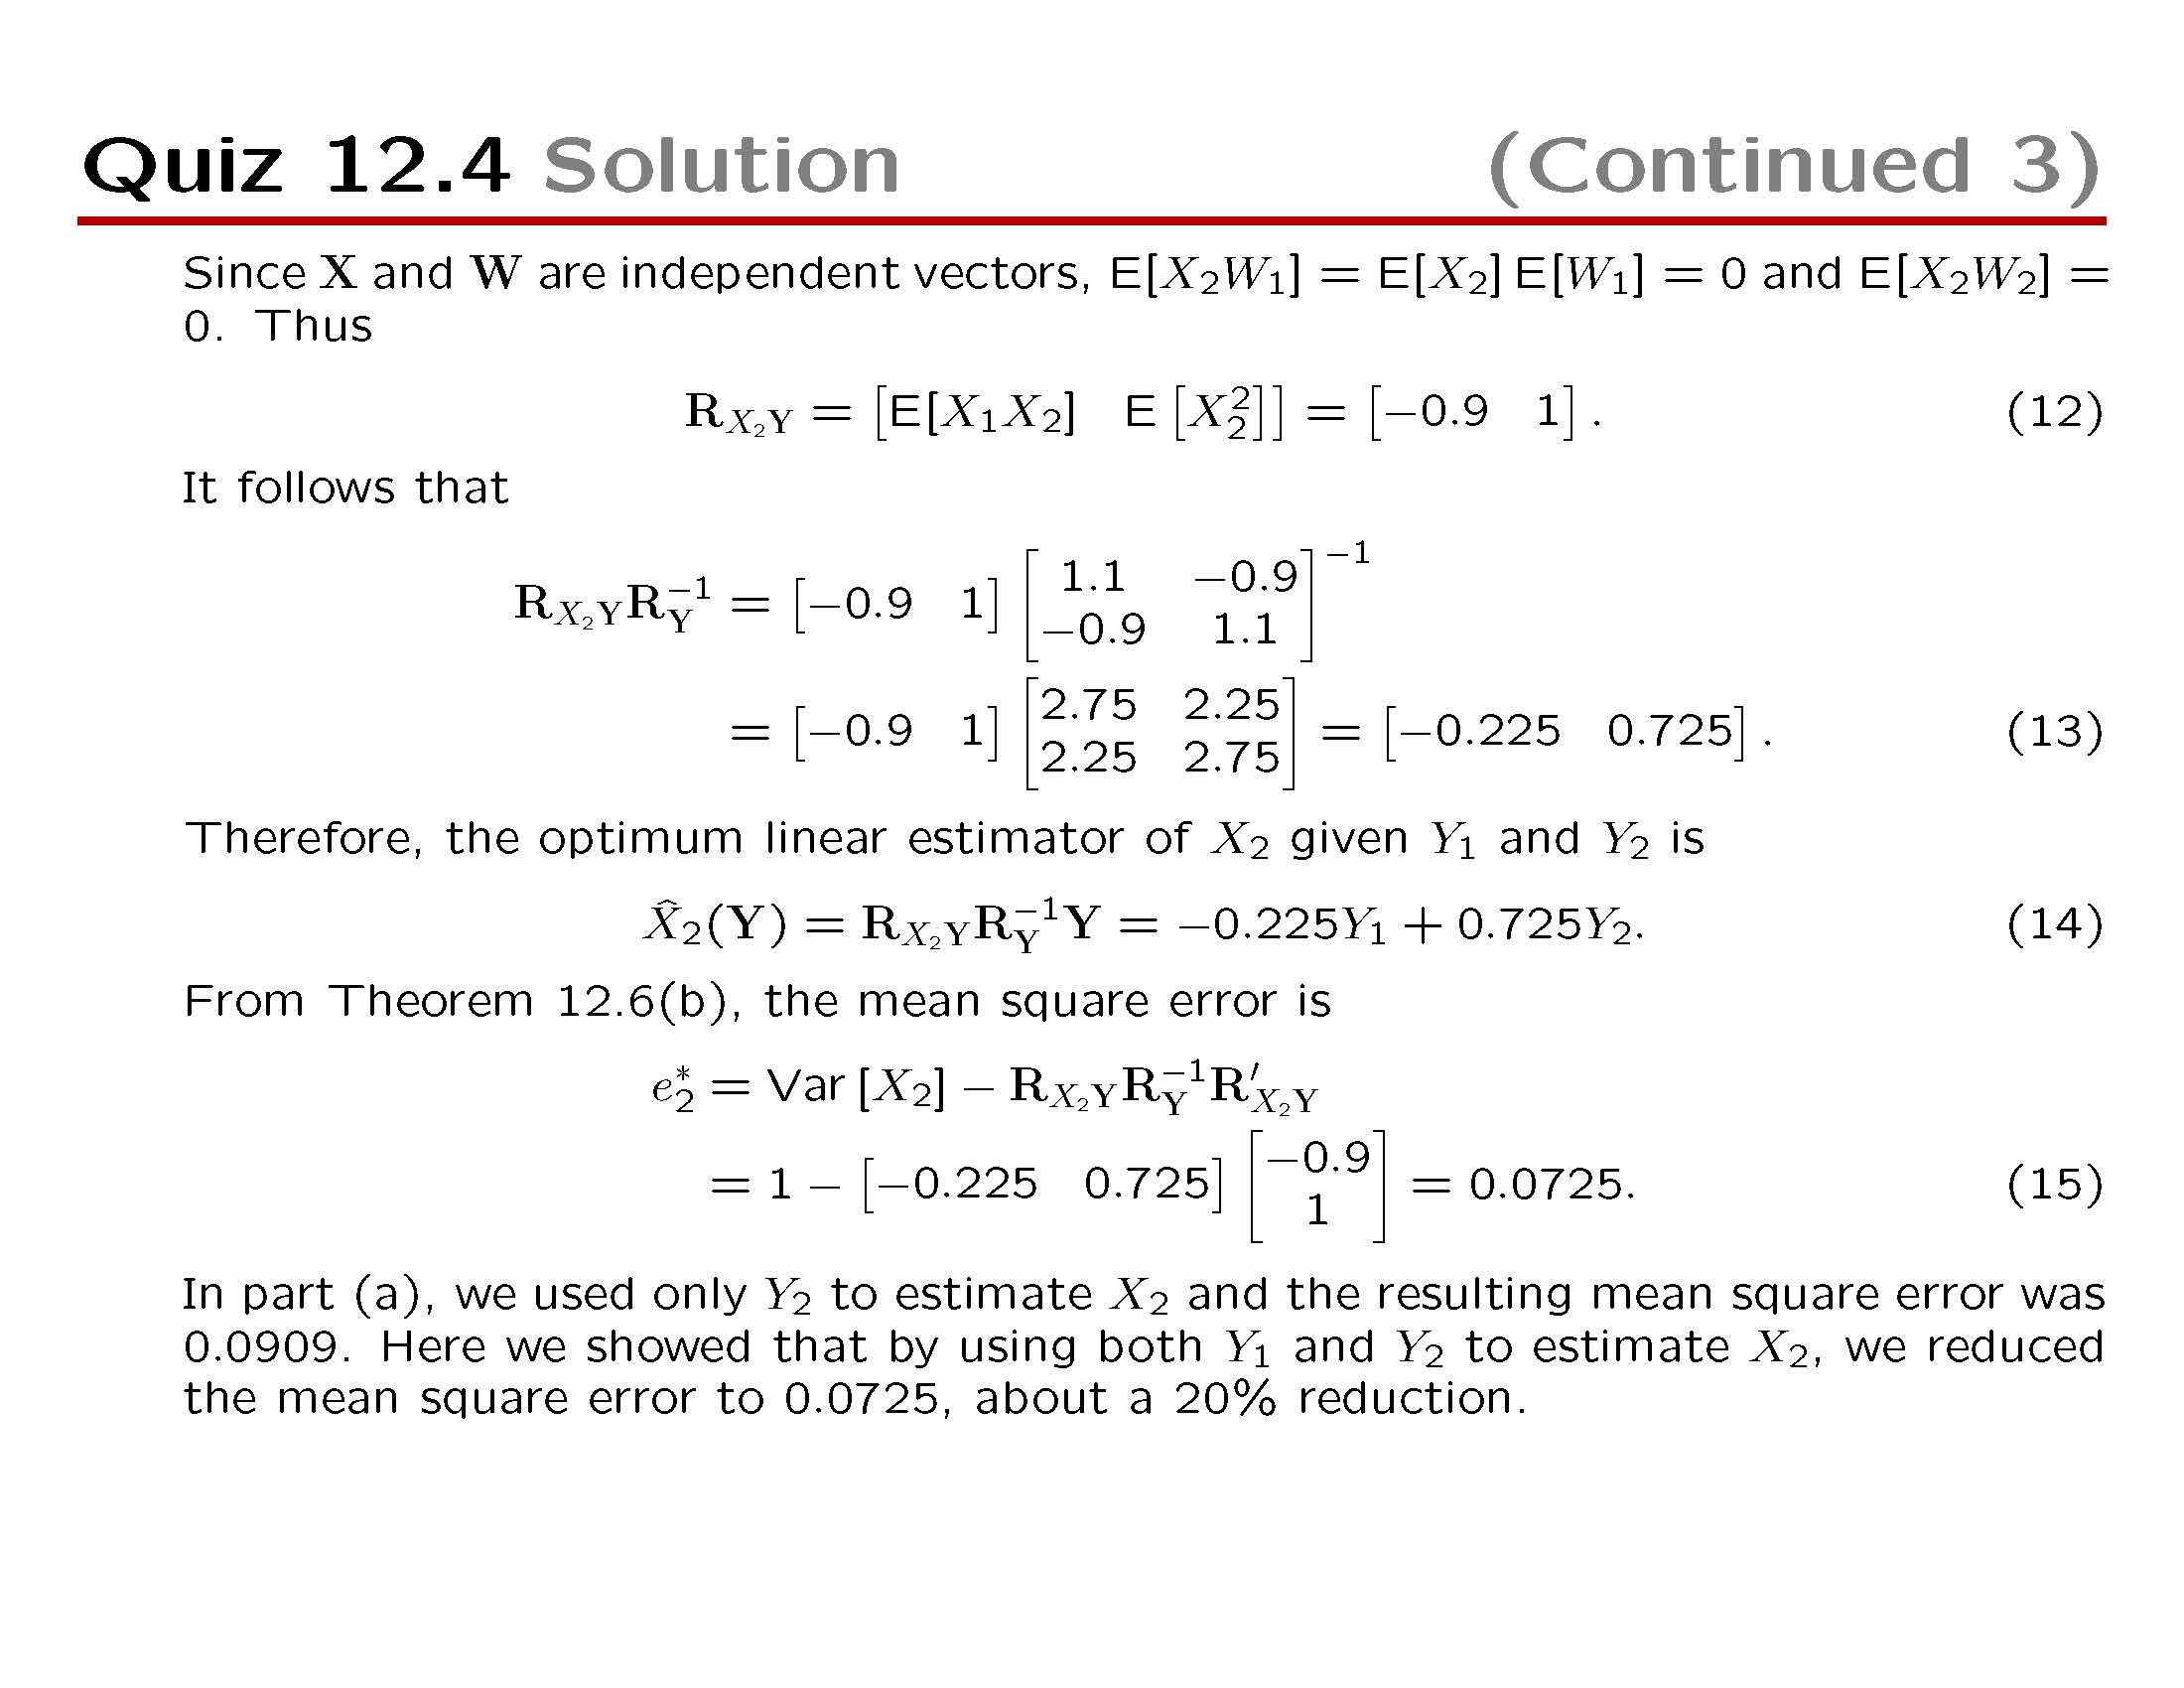 Quiz 12.4 Solution (Continued 3)
Since X and W are independent vectors, E[X₂W₁] = E[X₂] E[W₁] = 0 and E[X₂W₂] =
0. Thus
R_{X₂Y} = [E[X₁X₂] E [X₂²]] = [−0.9 1] . (12)
It follows that
R_{X₂Y}R_Y^{−1} = [−0.9 1] [1.1 −0.9; −0.9 1.1]^{−1}
= [−0.9 1] [2.75 2.25; 2.25 2.75] = [−0.225 0.725] . (13)
Therefore, the optimum linear estimator of X₂ given Y₁ and Y₂ is
X̂₂(Y) = R_{X₂Y}R_Y^{−1}Y = −0.225Y₁ + 0.725Y₂. (14)
From Theorem 12.6(b), the mean square error is
e₂* = Var [X₂] − R_{X₂Y}R_Y^{−1}R′_{X₂Y}
= 1 − [−0.225 0.725] [−0.9; 1] = 0.0725. (15)
In part (a), we used only Y₂ to estimate X₂ and the resulting mean square error was
0.0909. Here we showed that by using both Y₁ and Y₂ to estimate X₂, we reduced
the mean square error to 0.0725, about a 20% reduction.